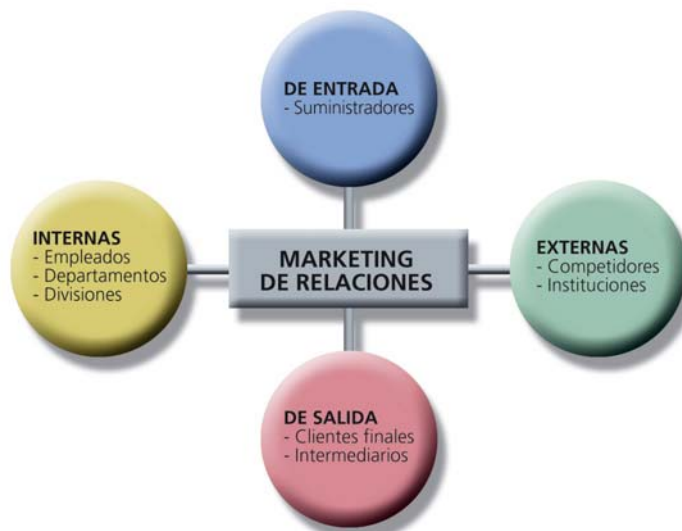 DE ENTRADA
- Suministradores
INTERNAS
- Empleados
- Departamentos
- Divisiones
MARKETING
DE RELACIONES
EXTERNAS
- Competidores
- Instituciones
DE SALIDA
- Clientes finales
- Intermediarios